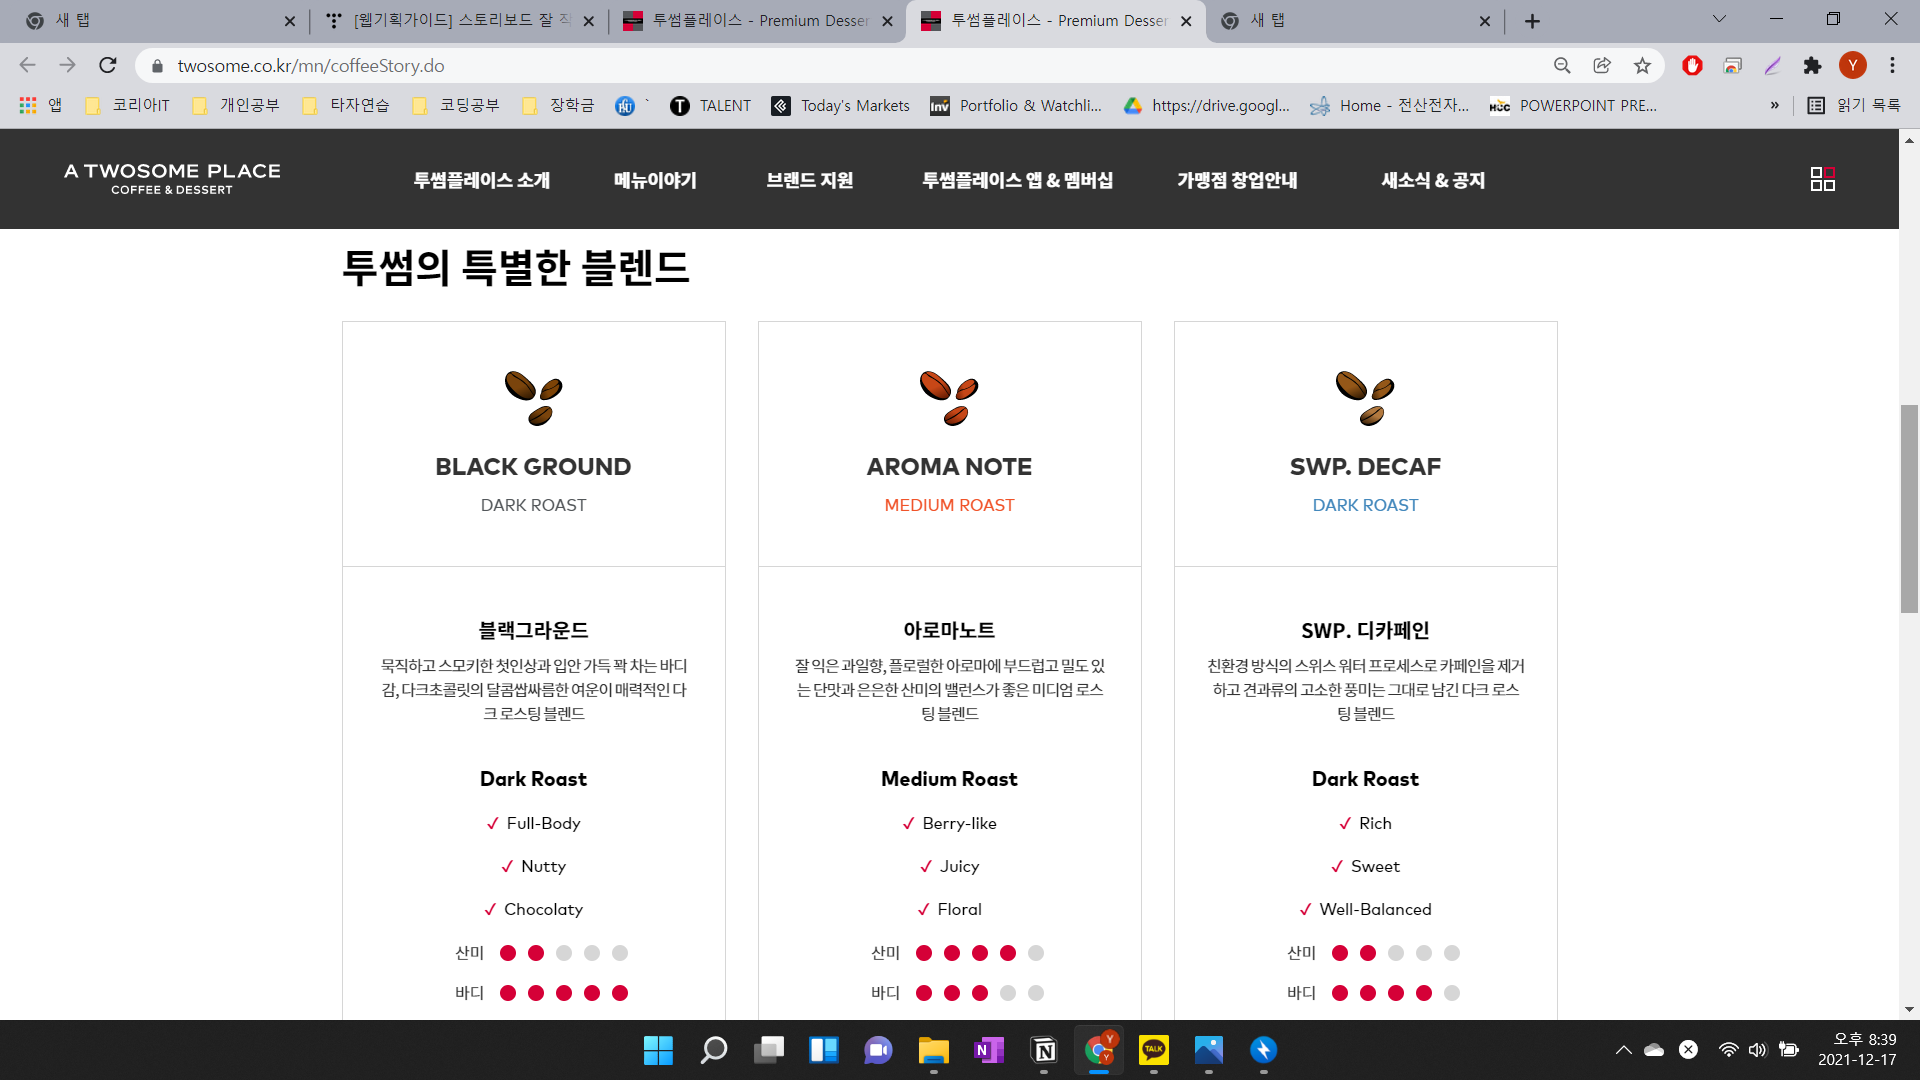 새 탭
[웹기획가이드] 스토리보드 잘 작
투썸플레이스 - Premium Desser
투썸플레이스 - Premium Desser
새 탭
twosome.co.kr/mn/coffeeStory.do
Y
앱
코리아IT
개인공부
타자연습
코딩공부
장학금
`
TALENT
Today's Markets
Portfolio & Watchli...
https://drive.googl...
Home - 전산전자...
POWERPOINT PRE...
»
읽기 목록
A TWOSOME PLACE
COFFEE & DESSERT
투썸플레이스 소개
메뉴이야기
브랜드 지원
투썸플레이스 앱 & 멤버십
가맹점 창업안내
새소식 & 공지
투썸의 특별한 블렌드
BLACK GROUND
DARK ROAST
블랙그라운드
묵직하고 스모키한 첫인상과 입안 가득 꽉 차는 바디
감, 다크초콜릿의 달콤쌉싸름한 여운이 매력적인 다
크 로스팅 블렌드
Dark Roast
Full-Body
Nutty
Chocolaty
산미
바디
AROMA NOTE
MEDIUM ROAST
아로마노트
잘 익은 과일향, 플로럴한 아로마에 부드럽고 밀도 있
는 단맛과 은은한 산미의 밸런스가 좋은 미디엄 로스
팅 블렌드
Medium Roast
Berry-like
Juicy
Floral
산미
바디
SWP. DECAF
DARK ROAST
SWP. 디카페인
친환경 방식의 스위스 워터 프로세스로 카페인을 제거
하고 견과류의 고소한 풍미는 그대로 남긴 다크 로스
팅 블렌드
Dark Roast
Rich
Sweet
Well-Balanced
산미
바디
오후 8:39
2021-12-17